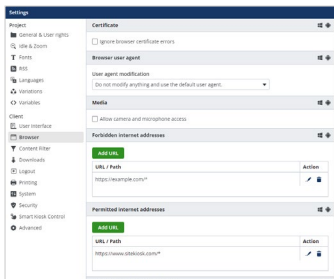 Settings
Project
General & User rights
Idle & Zoom
Fonts
RSS
Languages
Variations
Variables
Client
User Interface
Browser
Content Filter
Downloads
Logout
Printing
System
Security
Smart Kiosk Control
Advanced
Certificate
Ignore browser certificate errors
Browser user agent
User agent modification
Do not modify anything and use the default user agent.
Media
Allow camera and microphone access
Forbidden internet addresses
Add URL
URL / Path Action
https://example.com/*
Permitted internet addresses
Add URL
URL / Path Action
https://www.sitekiosk.com/*